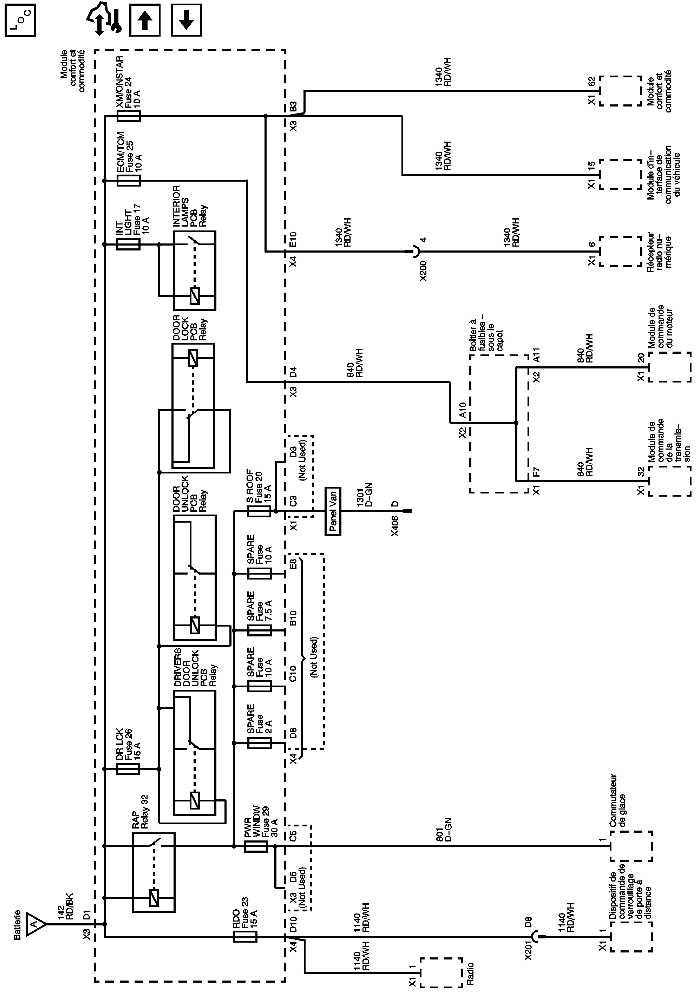 LOC
Batterie
A
142
RD/BK
X3
D1
Module
confort et
commodité
RAP
Relay 32
RDO
Fuse 23
15 A
DR LCK
Fuse 26
15 A
DRIVERS
DOOR
UNLOCK
PCB
Relay
DOOR
UNLOCK
PCB
Relay
DOOR
LOCK
PCB
Relay
INTERIOR
LAMPS
PCB
Relay
INT
LIGHT
Fuse 17
10 A
ECM/TCM
Fuse 25
10 A
XM/ONSTAR
Fuse 24
10 A
PWR
WINDW
Fuse 29
30 A
SPARE
Fuse
2 A
SPARE
Fuse
10 A
SPARE
Fuse
7.5 A
SPARE
Fuse
10 A
S ROOF
Fuse 20
15 A
X4
D10
X3
D5
C5
(Not Used)
X4
D6
C10
B10
E6
(Not Used)
X1
C3
D3
(Not Used)
X3
D4
X4
E10
X3
B3
1140
RD/WH
X1
1
Radio
1140
RD/WH
X201
D8
1140
RD/WH
X1
1
Dispositif de
commande de
verrouillage
de porte à
distance
801
D-GN
1
Commutateur
de glace
Panel Van
1301
D-GN
X406
D
840
RD/WH
Boîtier à
fusibles -
sous le
capot
X2
A10
X1
F7
X2
A11
840
RD/WH
X1
32
Module de
commande
de la
transmis-
sion
840
RD/WH
X1
20
Module de
commande
du moteur
1340
RD/WH
X200
4
1340
RD/WH
X1
6
Récepteur
radio nu-
mérique
1340
RD/WH
X1
15
Module d'in-
terface de
communication
du véhicule
1340
RD/WH
X1
62
Module
confort et
commodité